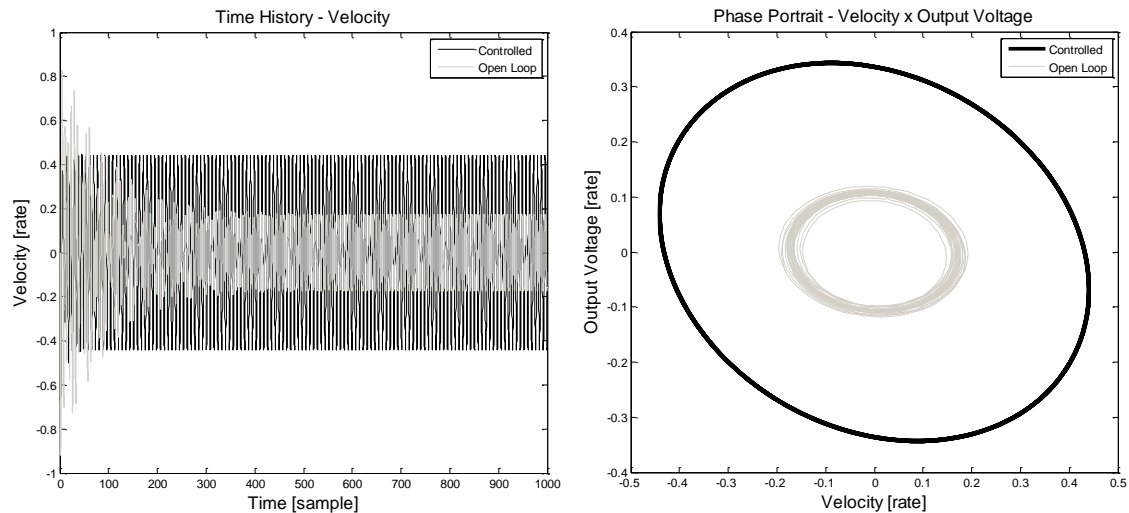 Time History - Velocity
1
0.8
0.6
0.4
0.2
0
-0.2
-0.4
-0.6
-0.8
-1
Velocity [rate]
Controlled
Open Loop
0 100 200 300 400 500 600 700 800 900 1000
Time [sample]
Phase Portrait - Velocity x Output Voltage
0.4
0.3
0.2
0.1
0
-0.1
-0.2
-0.3
-0.4
Output Voltage [rate]
Controlled
Open Loop
-0.5 -0.4 -0.3 -0.2 -0.1 0 0.1 0.2 0.3 0.4 0.5
Velocity [rate]